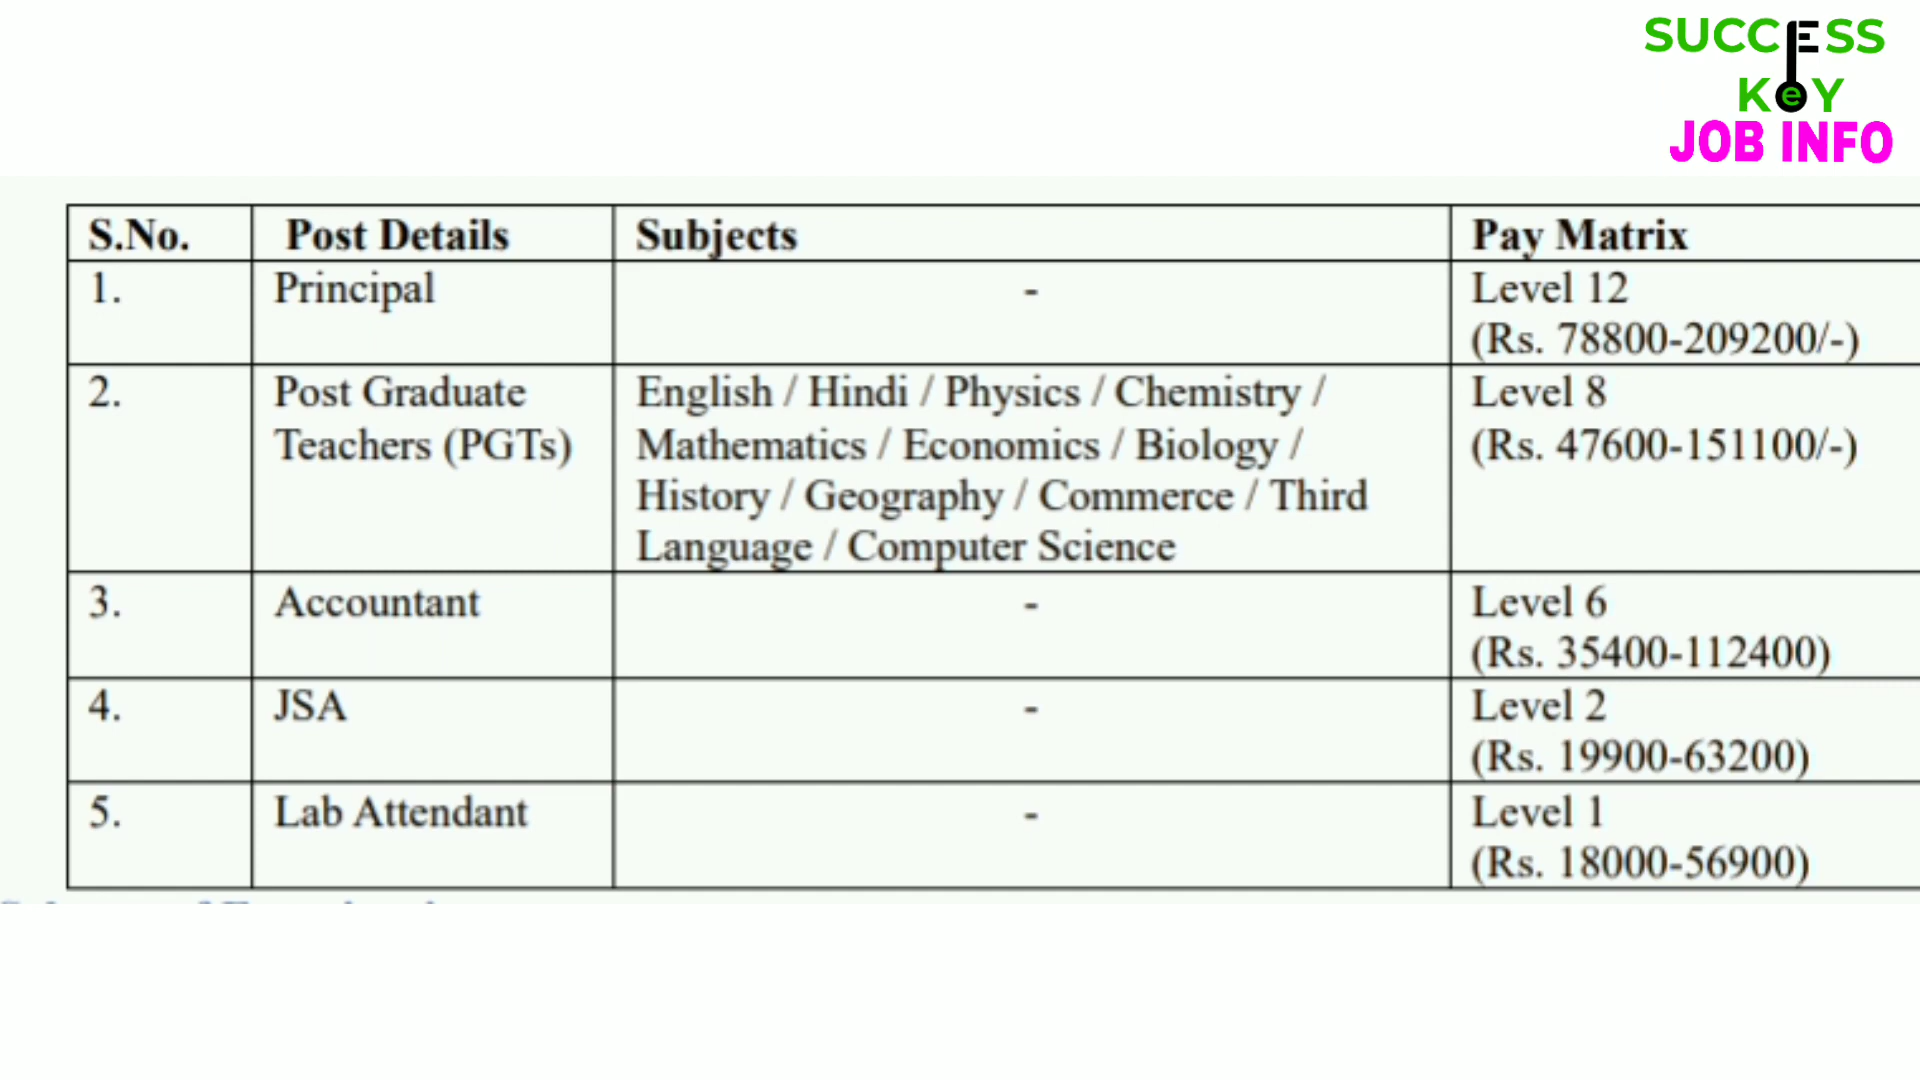 SUCCESS
KeY
JOB INFO
S.No. Post Details Subjects Pay Matrix
1. Principal - Level 12
(Rs. 78800-209200/-)
2. Post Graduate English / Hindi / Physics / Chemistry / Level 8
Teachers (PGTs) Mathematics / Economics / Biology / (Rs. 47600-151100/-)
History / Geography / Commerce / Third
Language / Computer Science
3. Accountant - Level 6
(Rs. 35400-112400)
4. JSA - Level 2
(Rs. 19900-63200)
5. Lab Attendant - Level 1
(Rs. 18000-56900)